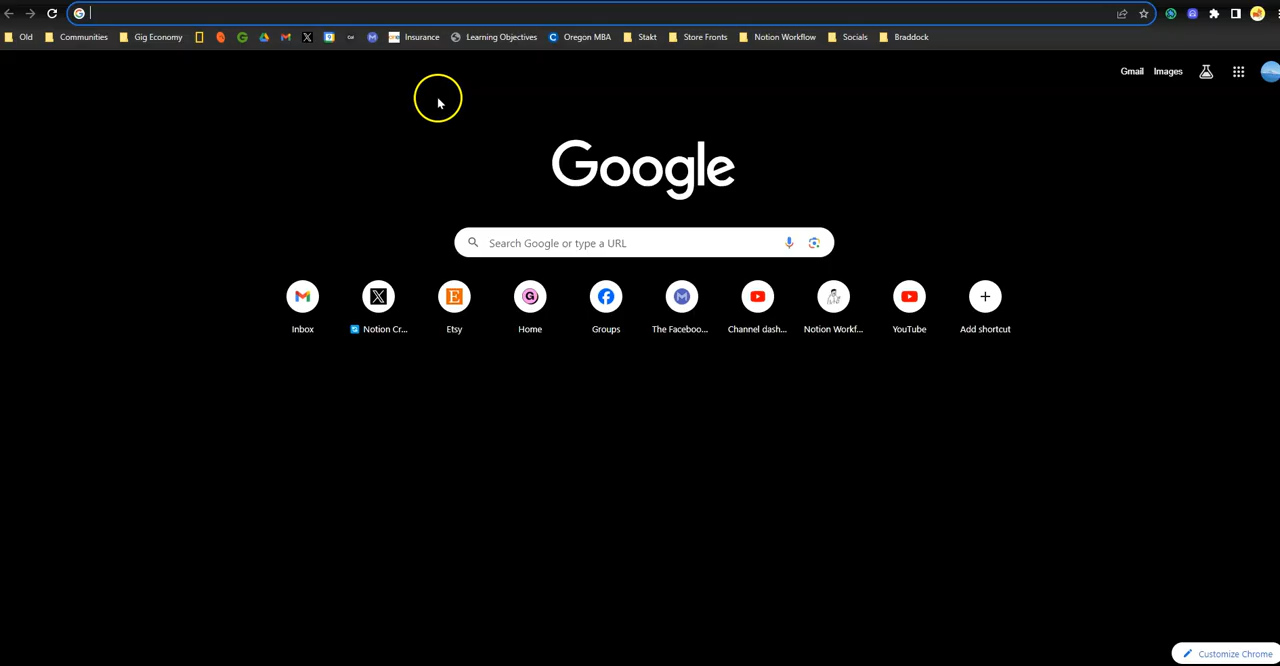 Old Communities Gig Economy Cal Insurance Learning Objectives Oregon MBA Stakt Store Fronts Notion Workflow Socials Braddock
Gmail Images
Google
Search Google or type a URL
Inbox Notion Cr... Etsy Home Groups The Faceboo... Channel dash... Notion Workf... YouTube Add shortcut
Customize Chrome